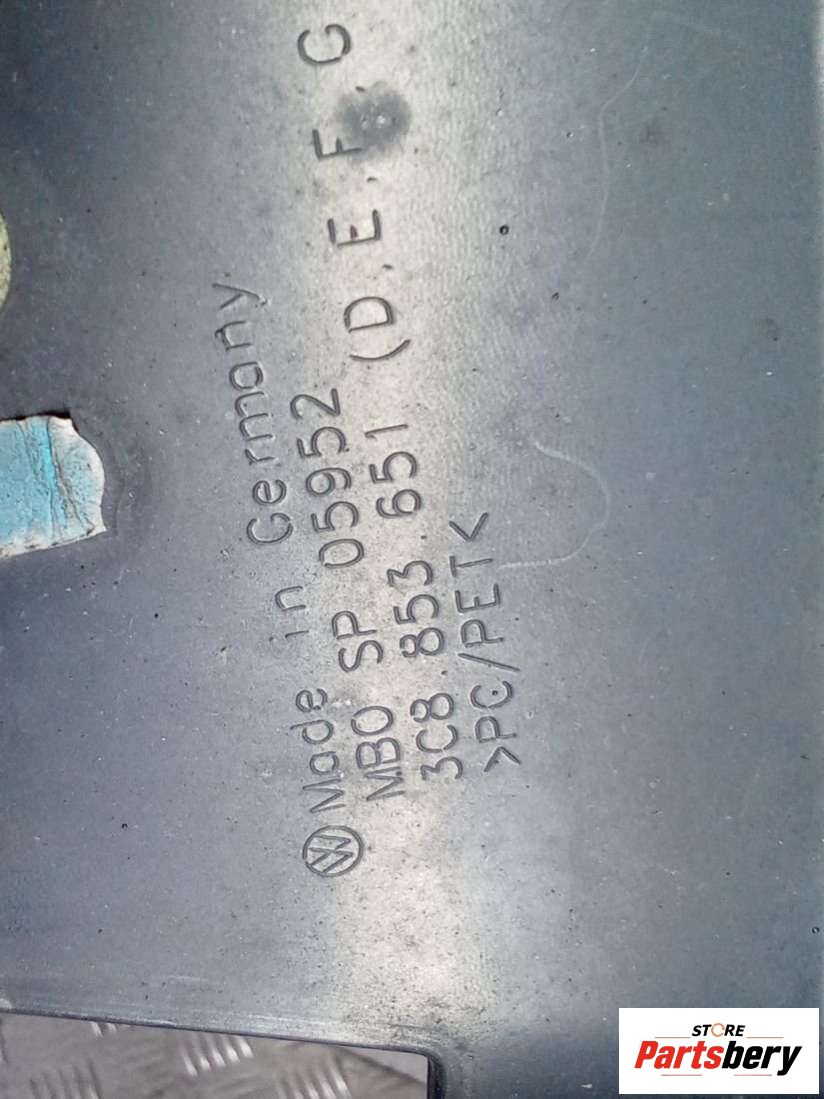 Made in Germany
MBO SP 05952
3C8 853 651 (D,E,F,G
>PC/PET<
STORE
Partsbery